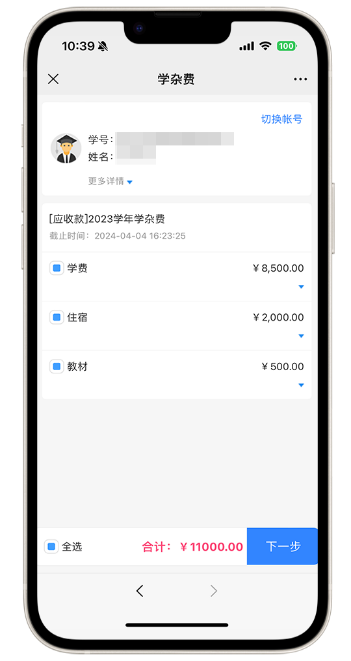 10:39
100
学杂费
切换帐号
学号：
姓名：
更多详情
[应收款]2023学年学杂费
截止时间：2024-04-04 16:23:25
学费 ￥8,500.00
住宿 ￥2,000.00
教材 ￥500.00
全选 合计：￥11000.00 下一步